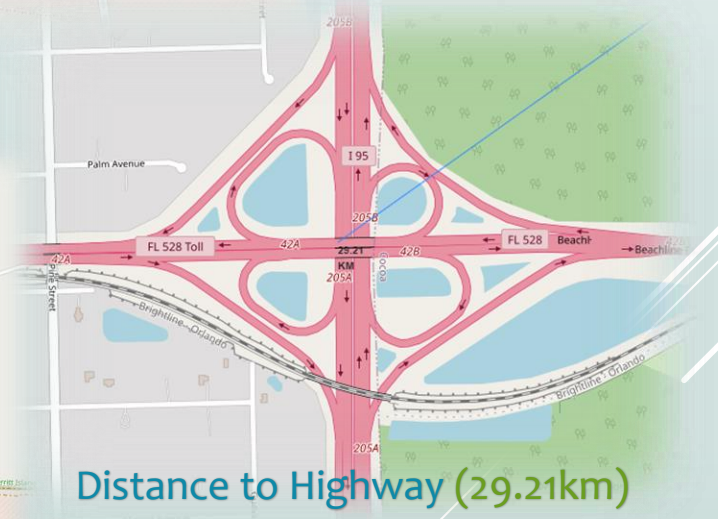 205B
I 95
Palm Avenue
205B
FL 528 Toll
42A
29.21
42B
FL 528
Beachl
Beachline
42A
KM
205A
Cocoa
Pine Street
Brightline - Orlando
Brightline - Orlando
205A
Distance to Highway (29.21km)